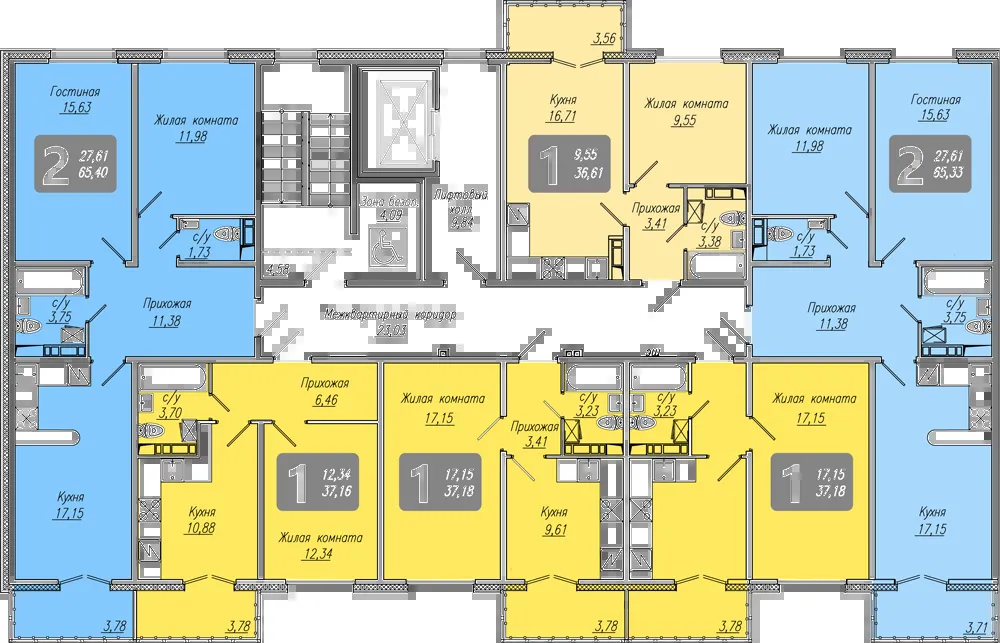 3,56
Гостиная
15,63
Жилая комната
11,98
2
27,61
65,40
с/у
1,73
с/у
3,75
Прихожая
11,38
Кухня
17,15
3,78
Зона безоп.
4,09
Лифтовый
холл
9,84
4,58
Межквартирный коридор
23,03
Кухня
16,71
Жилая комната
9,55
1
9,55
36,61
Прихожая
3,41
с/у
3,38
Жилая комната
11,98
Гостиная
15,63
2
27,61
65,33
с/у
1,73
с/у
3,75
Прихожая
11,38
Кухня
17,15
3,71
Прихожая
6,46
с/у
3,70
1
12,34
37,16
Кухня
10,88
Жилая комната
12,34
3,78
Жилая комната
17,15
1
17,15
37,18
Прихожая
3,41
с/у
3,23
Кухня
9,61
3,78
с/у
3,23
Жилая комната
17,15
1
17,15
37,18
3,78